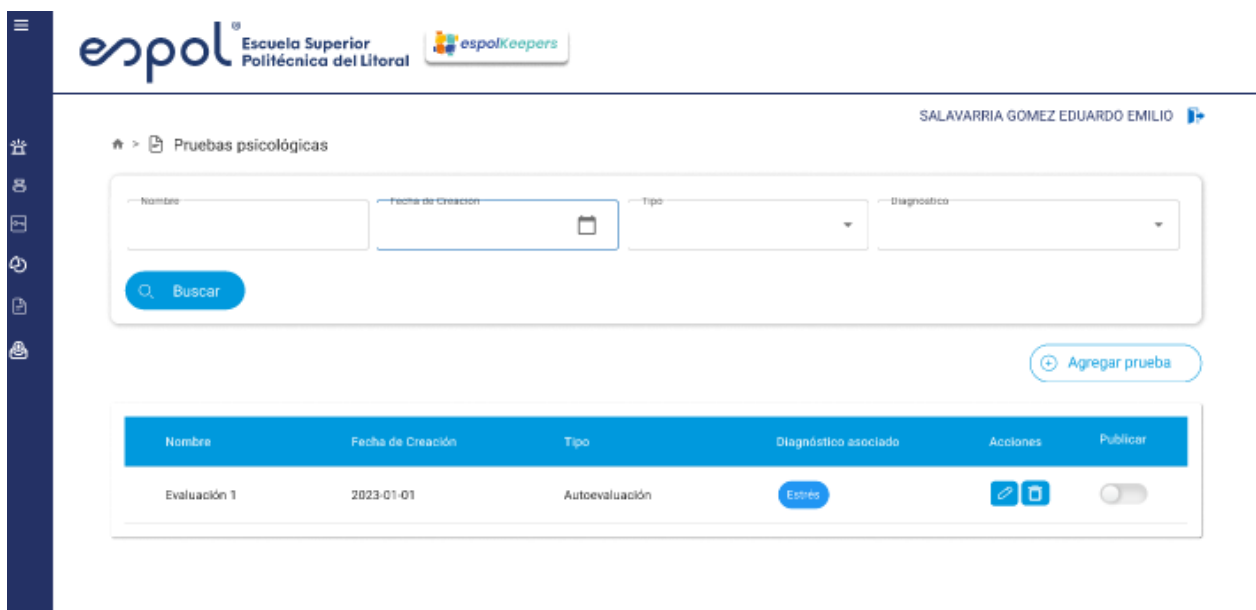 espol® Escuela Superior
Politécnica del Litoral
espolKeepers
SALAVARRIA GOMEZ EDUARDO EMILIO
> Pruebas psicológicas
Nombre Fecha de Creación Tipo Diagnóstico
Buscar
Agregar prueba
Nombre Fecha de Creación Tipo Diagnóstico asociado Acciones Publicar
Evaluación 1 2023-01-01 Autoevaluación Estrés